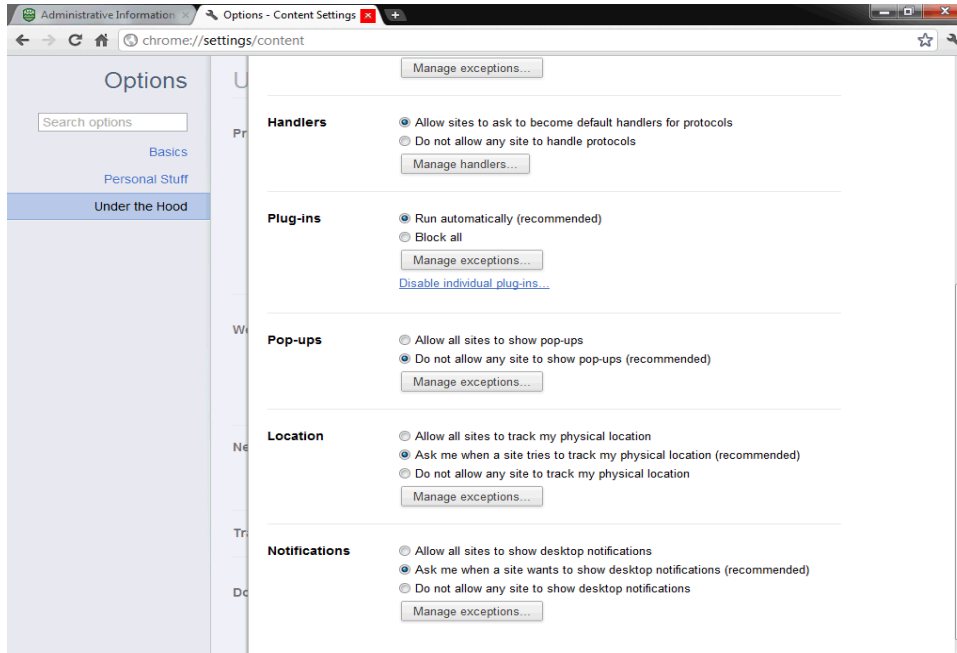 Administrative Information
Options - Content Settings
chrome://settings/content
Options
Search options
Basics
Personal Stuff
Under the Hood
U
Pr
We
Ne
Tra
Do
Manage exceptions...
Handlers
Allow sites to ask to become default handlers for protocols
Do not allow any site to handle protocols
Manage handlers...
Plug-ins
Run automatically (recommended)
Block all
Manage exceptions...
Disable individual plug-ins...
Pop-ups
Allow all sites to show pop-ups
Do not allow any site to show pop-ups (recommended)
Manage exceptions...
Location
Allow all sites to track my physical location
Ask me when a site tries to track my physical location (recommended)
Do not allow any site to track my physical location
Manage exceptions...
Notifications
Allow all sites to show desktop notifications
Ask me when a site wants to show desktop notifications (recommended)
Do not allow any site to show desktop notifications
Manage exceptions...